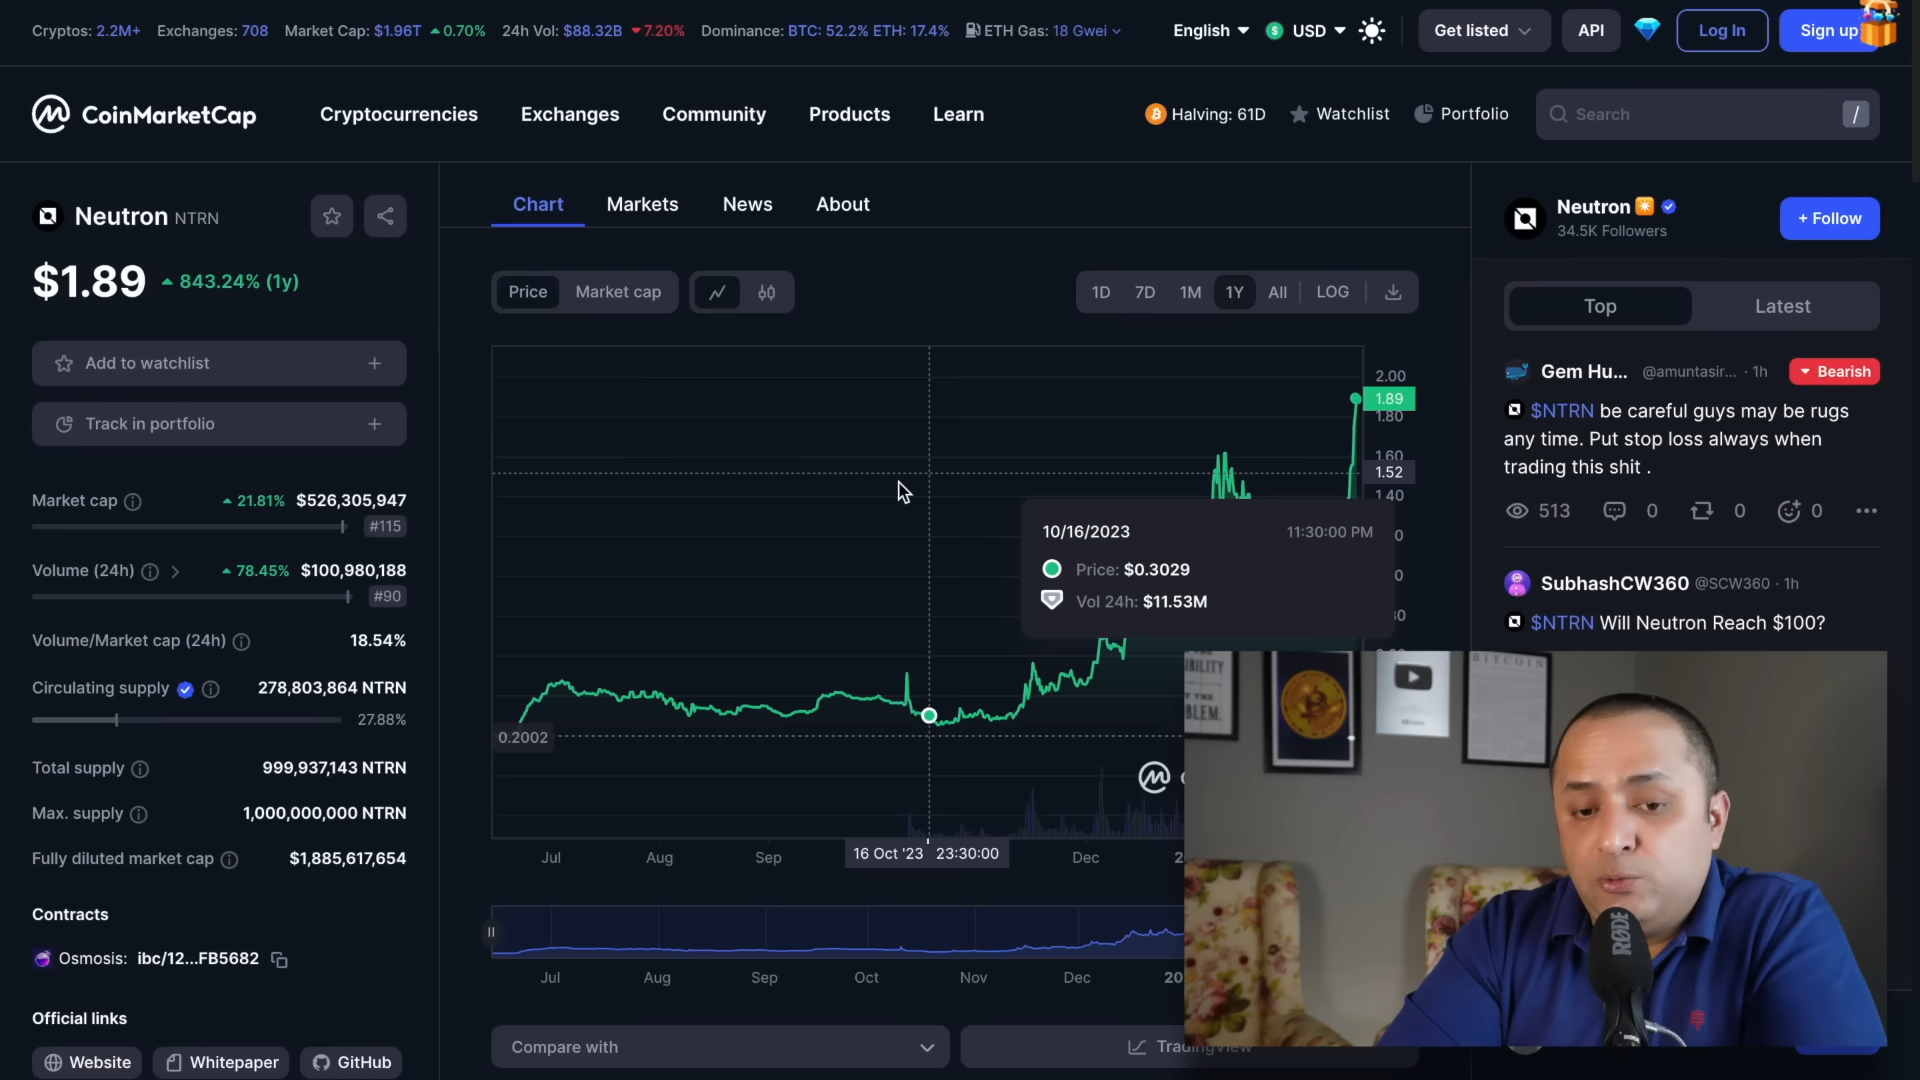 Cryptos: 2.2M+ Exchanges: 708 Market Cap: $1.96T 0.70% 24h Vol: $88.32B 7.20% Dominance: BTC: 52.2% ETH: 17.4% ETH Gas: 18 Gwei English USD Get listed API Log In Sign up
CoinMarketCap Cryptocurrencies Exchanges Community Products Learn Halving: 61D Watchlist Portfolio Search /
Neutron NTRN
$1.89 843.24% (1y)
Add to watchlist +
Track in portfolio +
Market cap 21.81% $526,305,947
#115
Volume (24h) 78.45% $100,980,188
#90
Volume/Market cap (24h) 18.54%
Circulating supply 278,803,864 NTRN
27.88%
Total supply 999,937,143 NTRN
Max. supply 1,000,000,000 NTRN
Fully diluted market cap $1,885,617,654
Contracts
Osmosis: ibc/12...FB5682
Official links
Website Whitepaper GitHub
Chart Markets News About
Price Market cap 1D 7D 1M 1Y All LOG
2.00
1.89
1.80
1.60
1.52
1.40
10/16/2023 11:30:00 PM
Price: $0.3029
Vol 24h: $11.53M
0.2002
Jul Aug Sep 16 Oct '23 23:30:00 Dec
Jul Aug Sep Oct Nov Dec 20
Compare with TradingView
Neutron
34.5K Followers
+ Follow
Top Latest
Gem Hu... @amuntasir... · 1h Bearish
$NTRN be careful guys may be rugs
any time. Put stop loss always when
trading this shit .
513 0 0 0
SubhashCW360 @SCW360 · 1h
$NTRN Will Neutron Reach $100?
BITCOIN
RØDE